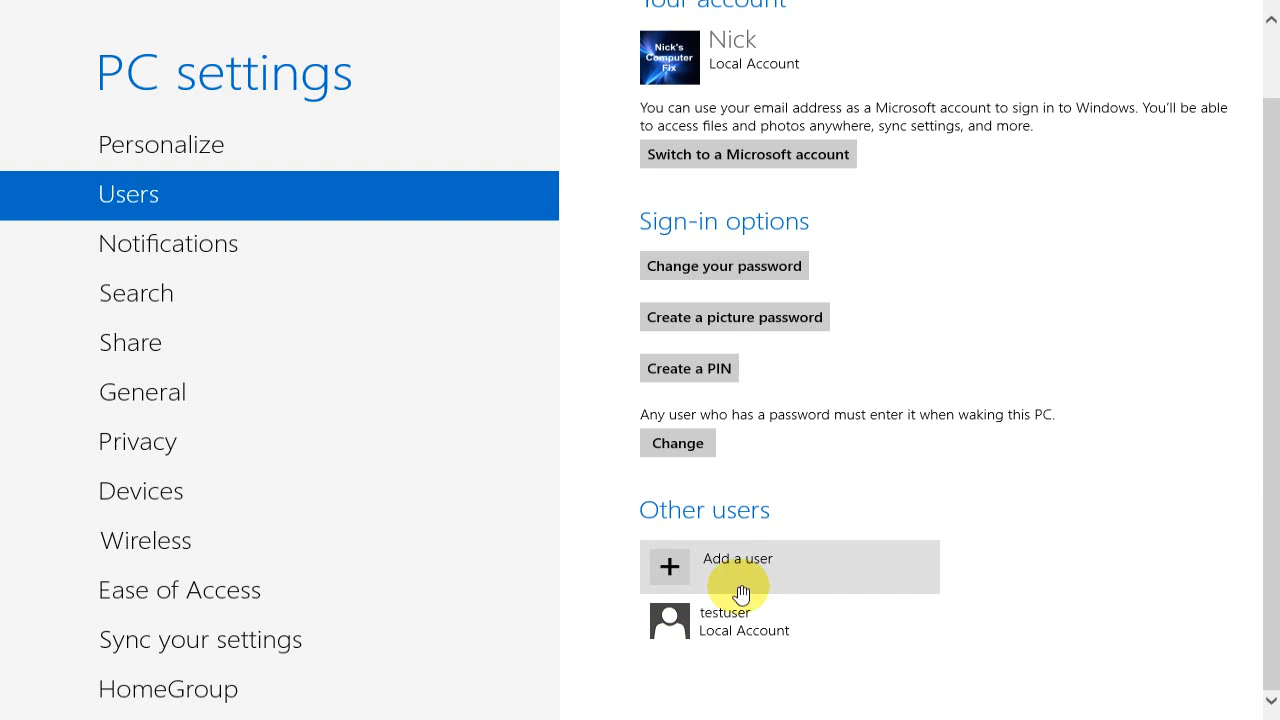 Your account
PC settings
Personalize
Users
Notifications
Search
Share
General
Privacy
Devices
Wireless
Ease of Access
Sync your settings
HomeGroup
Nick's
Computer
Fix
Nick
Local Account
You can use your email address as a Microsoft account to sign in to Windows. You'll be able
to access files and photos anywhere, sync settings, and more.
Switch to a Microsoft account
Sign-in options
Change your password
Create a picture password
Create a PIN
Any user who has a password must enter it when waking this PC.
Change
Other users
+
Add a user
testuser
Local Account